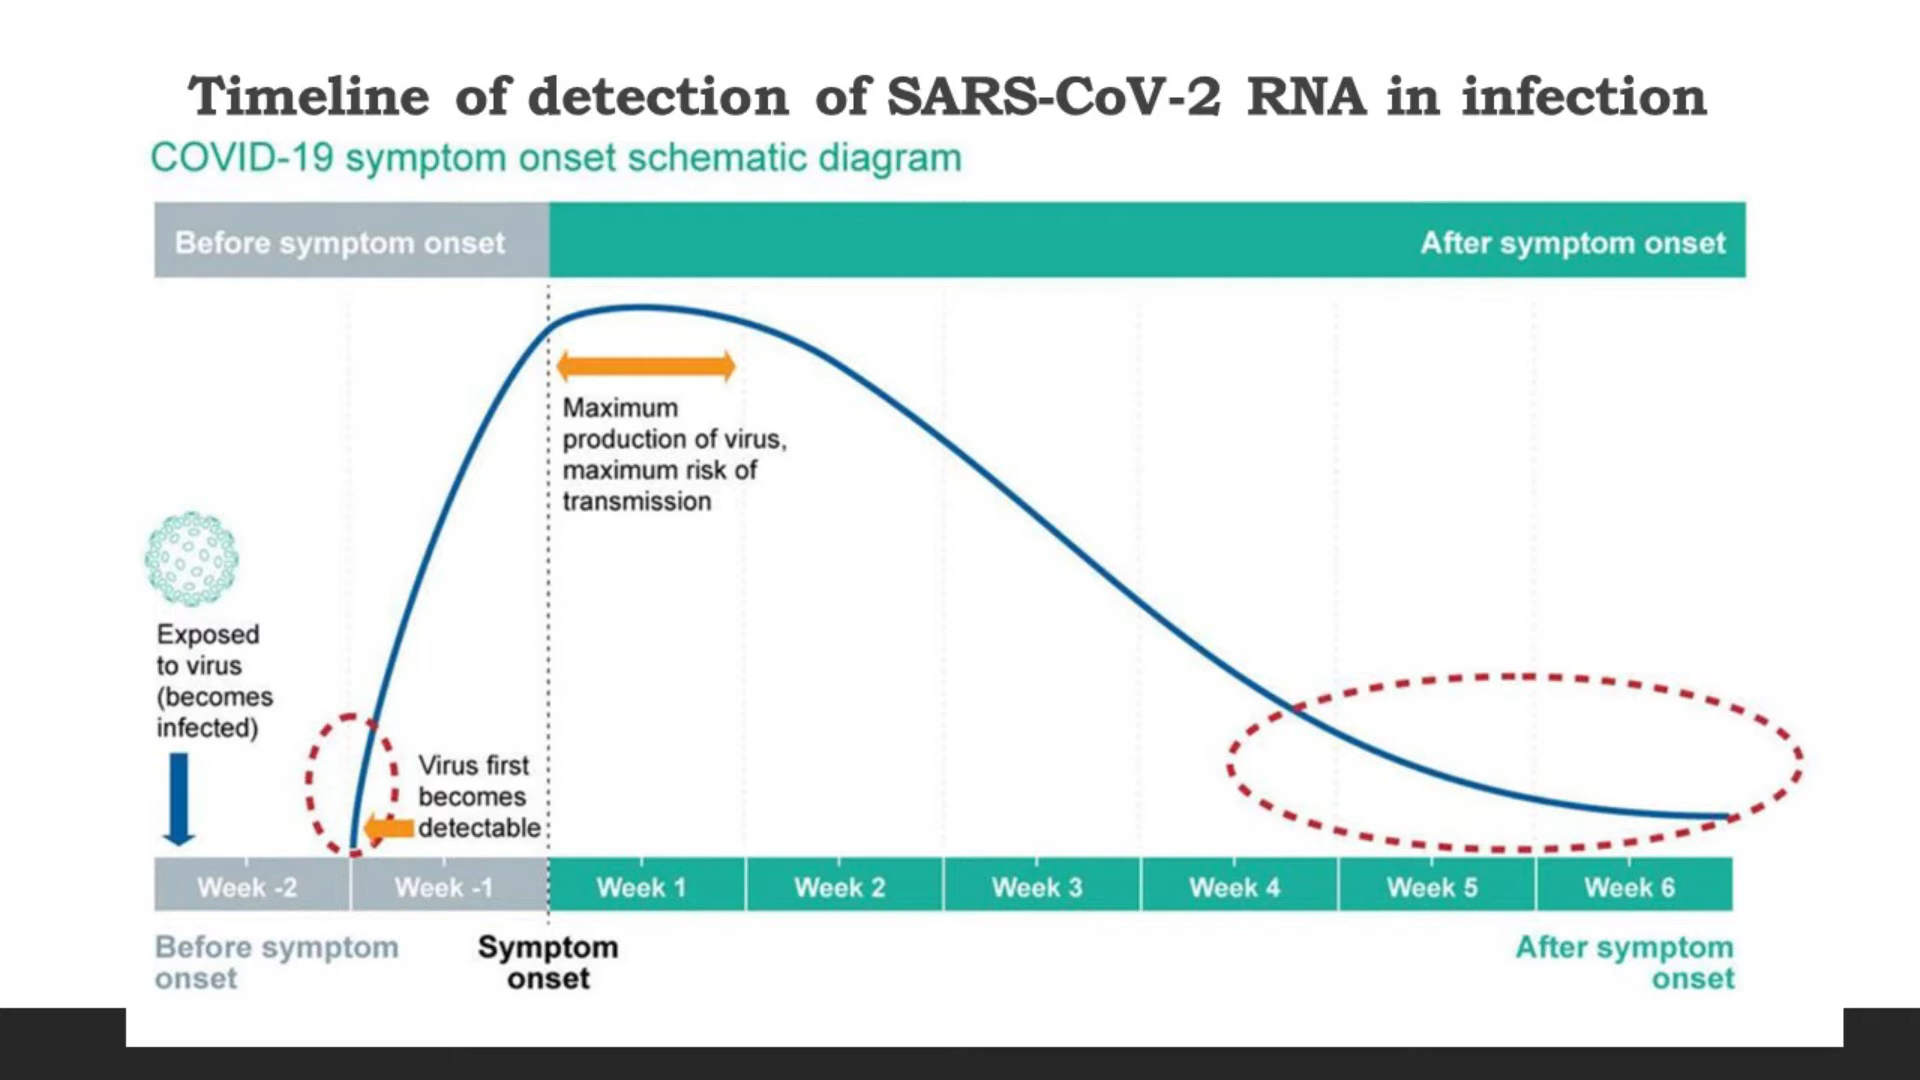 Timeline of detection of SARS-CoV-2 RNA in infection
COVID-19 symptom onset schematic diagram
Before symptom onset
After symptom onset
Maximum
production of virus,
maximum risk of
transmission
Exposed
to virus
(becomes
infected)
Virus first
becomes
detectable
Week -2
Week -1
Week 1
Week 2
Week 3
Week 4
Week 5
Week 6
Before symptom
onset
Symptom
onset
After symptom
onset